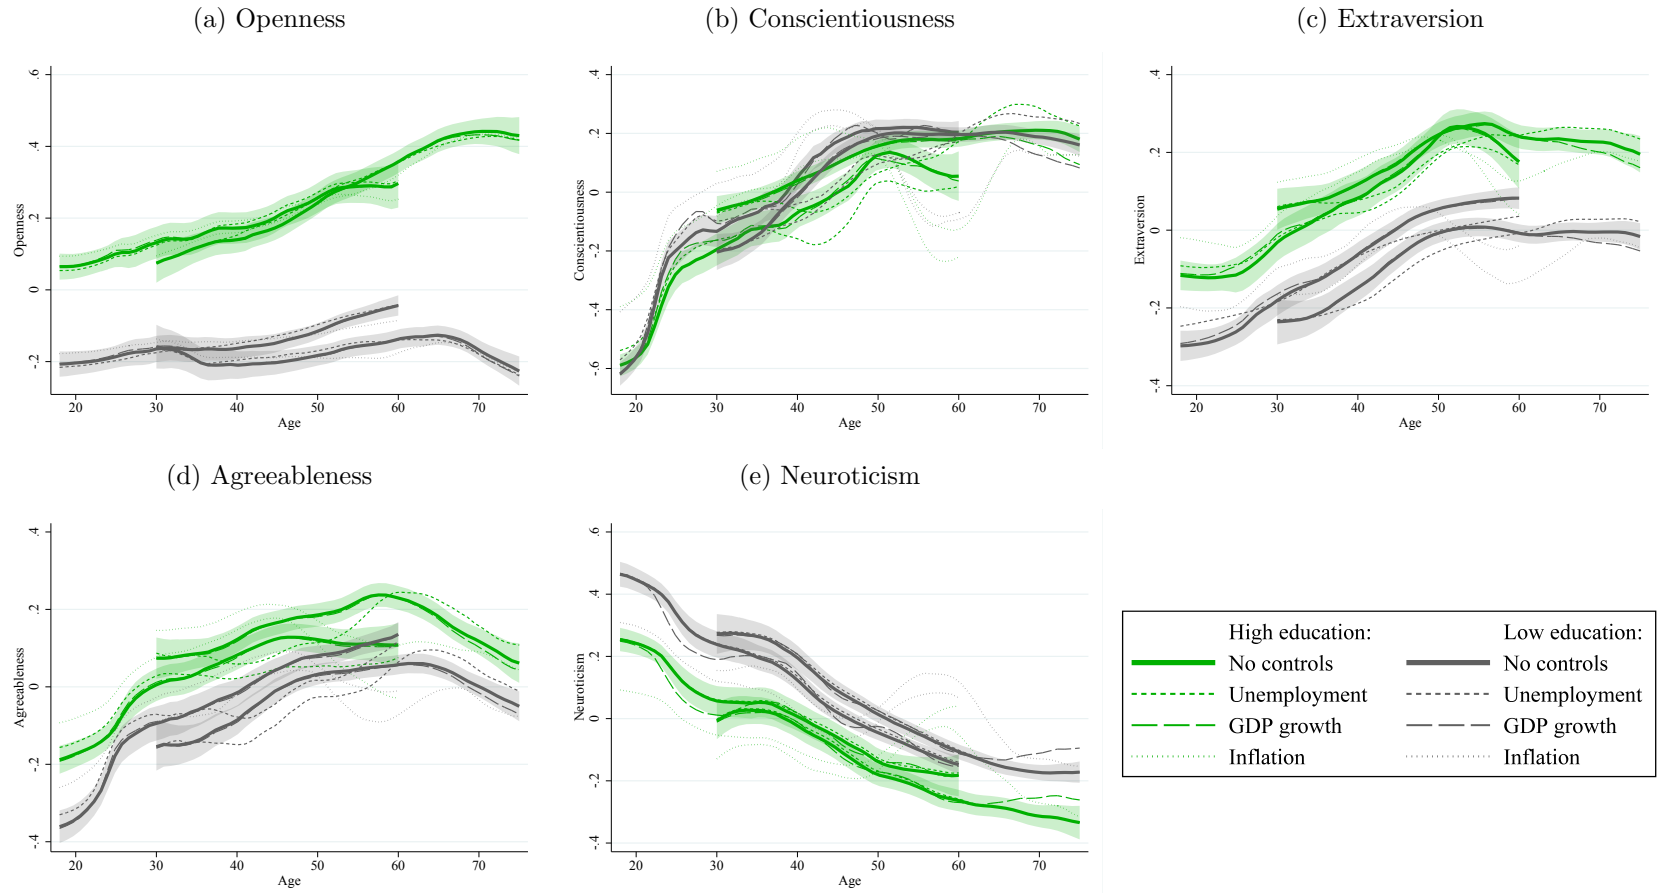 (a) Openness
(b) Conscientiousness
(c) Extraversion
.6
.4
.2
0
-.2
Openness
20 30 40 50 60 70
Age
.4
.2
0
-.2
-.4
-.6
Conscientiousness
20 30 40 50 60 70
Age
.4
.2
0
-.2
-.4
Extraversion
20 30 40 50 60 70
Age
(d) Agreeableness
(e) Neuroticism
.4
.2
0
-.2
-.4
Agreeableness
20 30 40 50 60 70
Age
.6
.4
.2
0
-.2
-.4
Neuroticism
20 30 40 50 60 70
Age
High education: Low education:
No controls No controls
Unemployment Unemployment
GDP growth GDP growth
Inflation Inflation